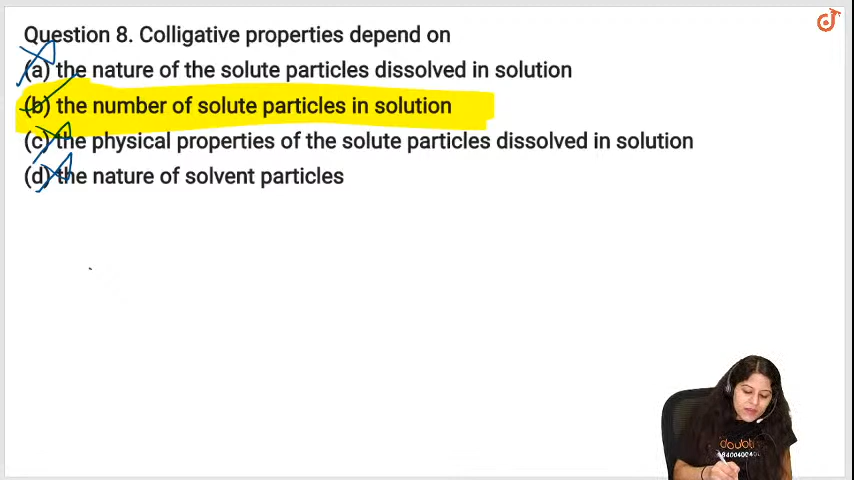 Question 8. Colligative properties depend on
(a) the nature of the solute particles dissolved in solution
(b) the number of solute particles in solution
(c) the physical properties of the solute particles dissolved in solution
(d) the nature of solvent particles